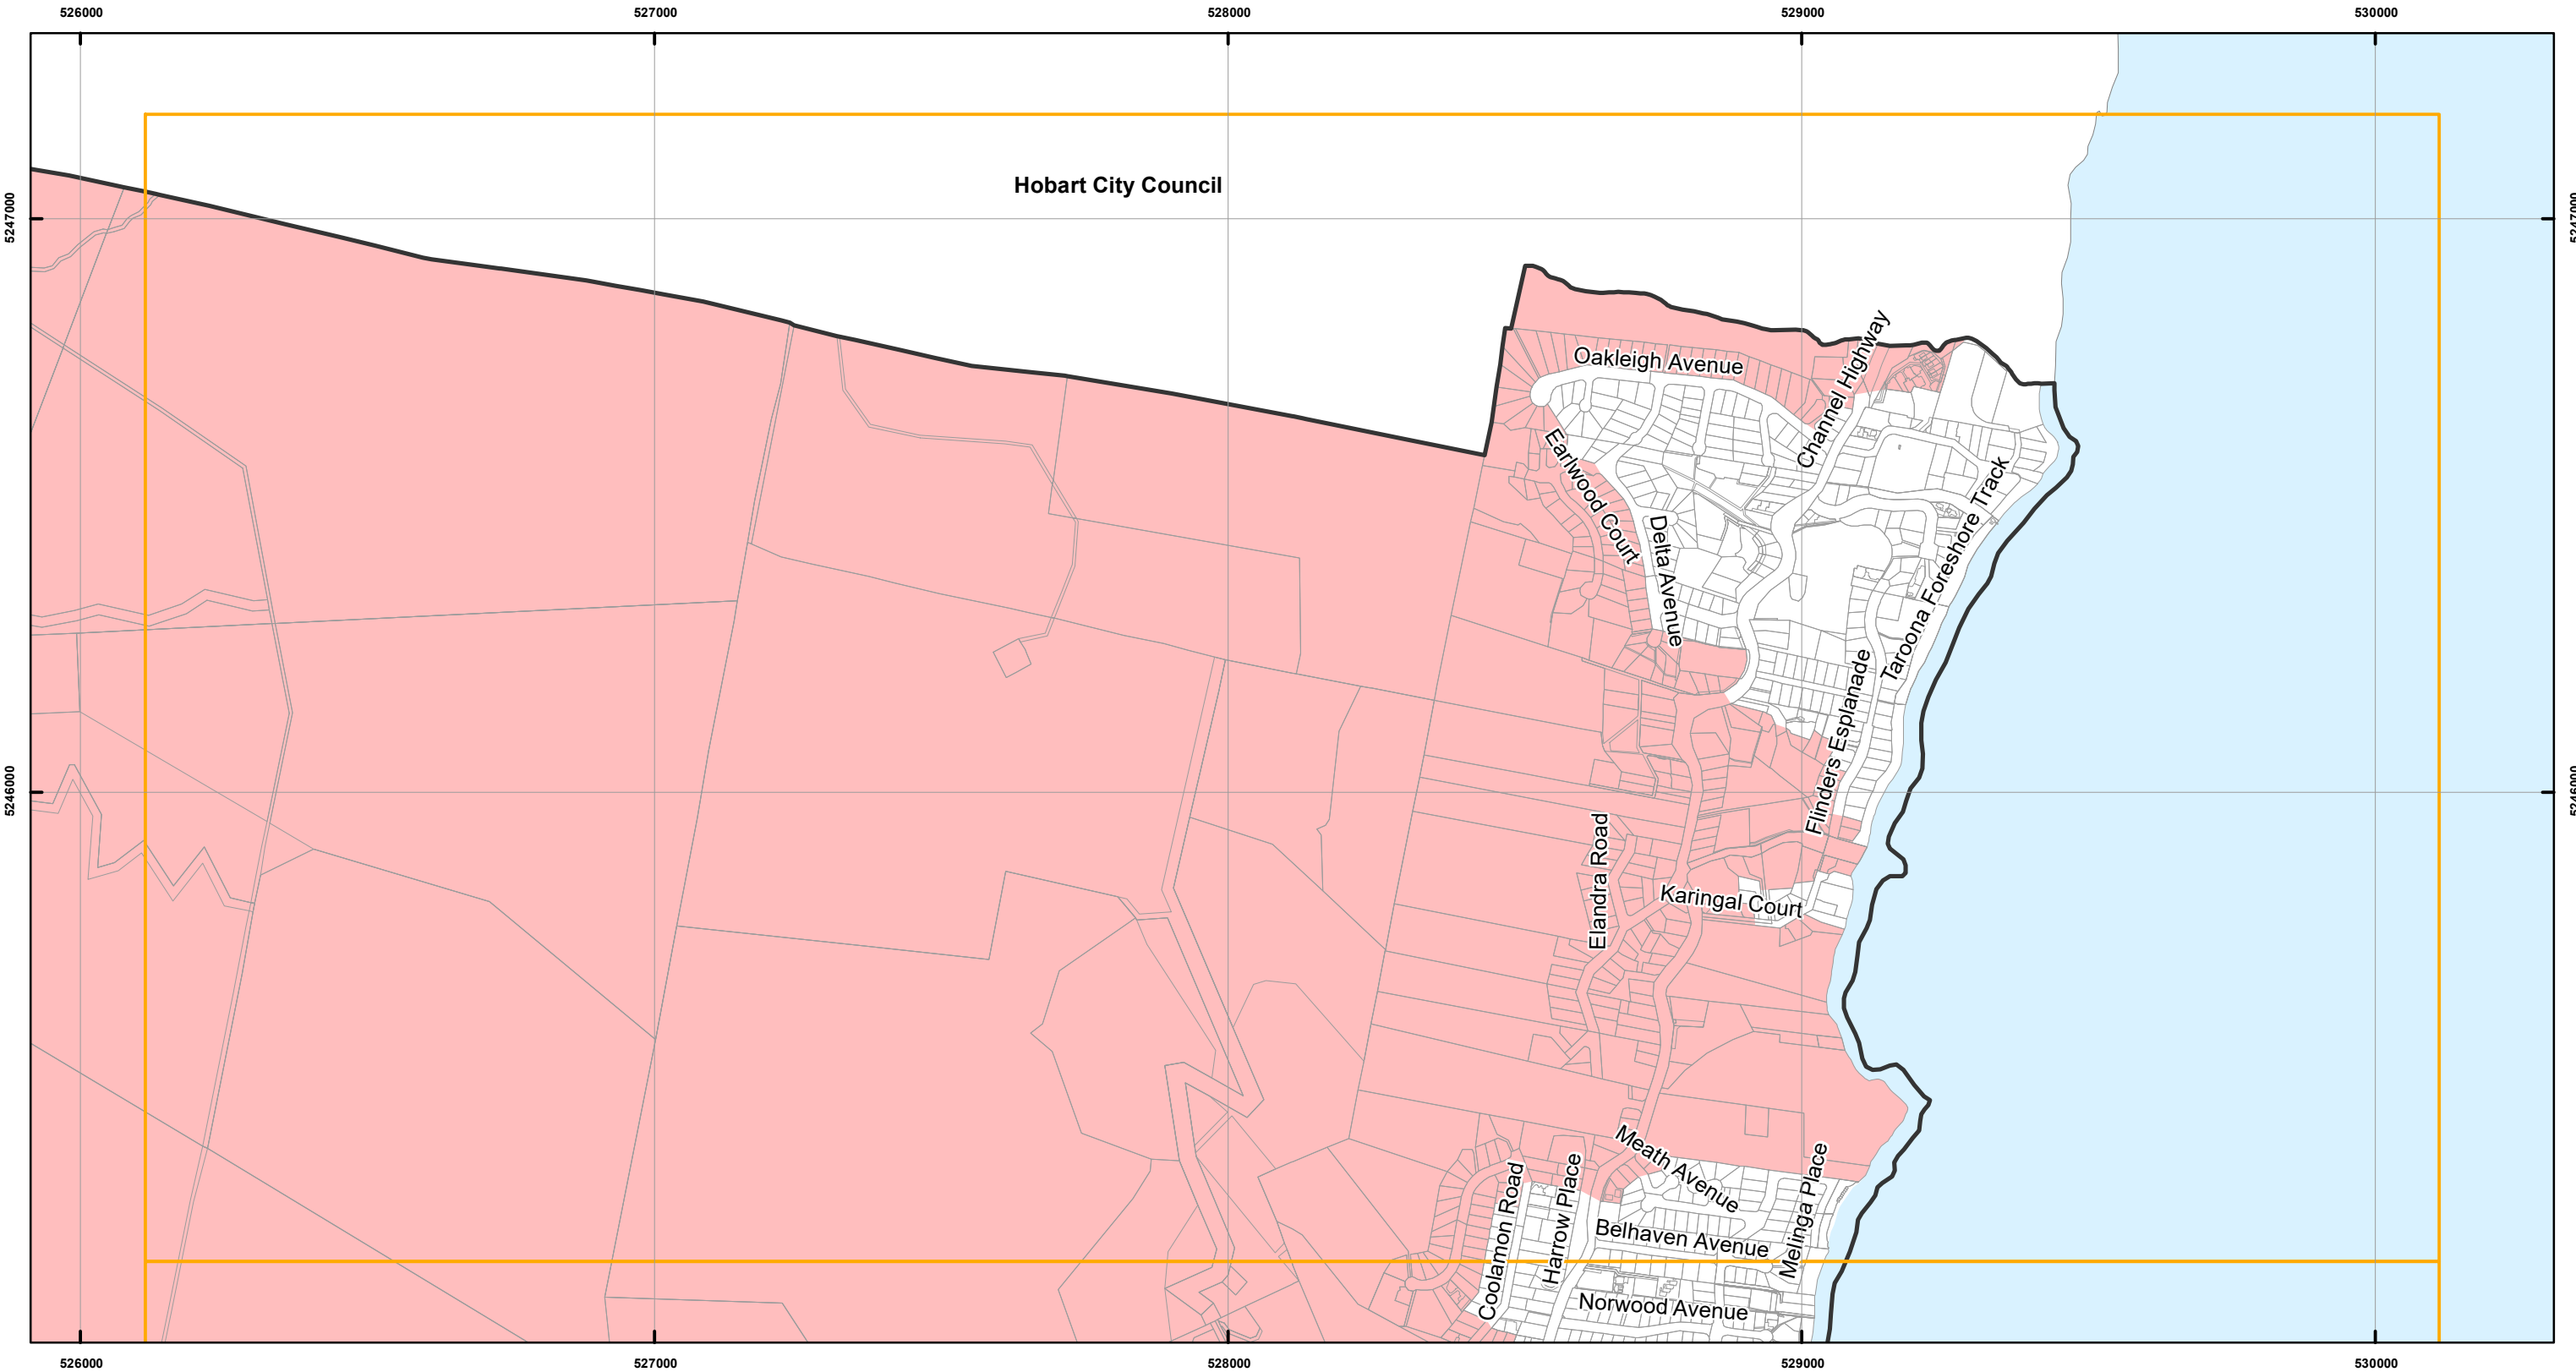 526000
527000
528000
529000
530000
Hobart City Council
5247000
5247000
Oakleigh Avenue
Channel Highway
Earlwood Court
Delta Avenue
Taroona Foreshore Track
Flinders Esplanade
5246000
5246000
Elandra Road
Karingal Court
Meath Avenue
Melinga Place
Coolamon Road
Harrow Place
Belhaven Avenue
Norwood Avenue
526000
527000
528000
529000
530000